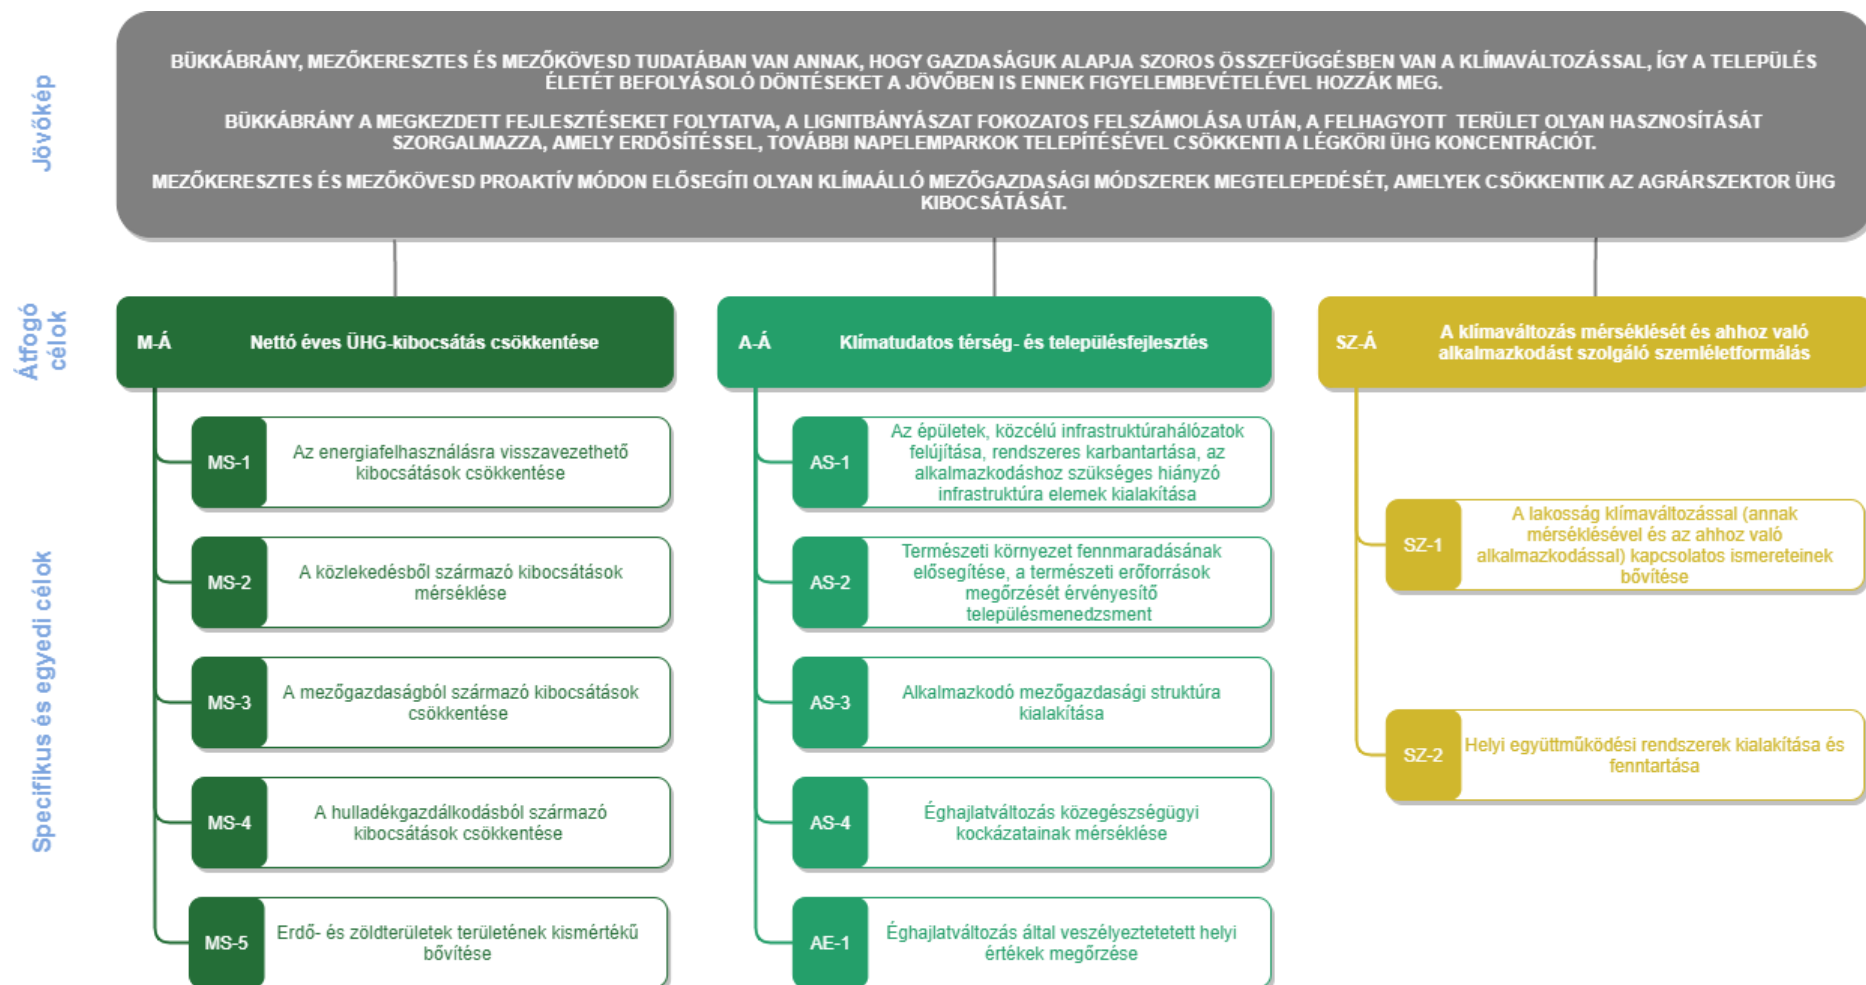 Jövőkép
BÜKKÁBRÁNY, MEZŐKERESZTES ÉS MEZŐKÖVESD TUDATÁBAN VAN ANNAK, HOGY GAZDASÁGUK ALAPJA SZOROS ÖSSZEFÜGGÉSBEN VAN A KLÍMAVÁLTOZÁSSAL, ÍGY A TELEPÜLÉS
ÉLETÉT BEFOLYÁSOLÓ DÖNTÉSEKET A JÖVŐBEN IS ENNEK FIGYELEMBEVÉTELÉVEL HOZZÁK MEG.
BÜKKÁBRÁNY A MEGKEZDETT FEJLESZTÉSEKET FOLYTATVA, A LIGNITBÁNYÁSZAT FOKOZATOS FELSZÁMOLÁSA UTÁN, A FELHAGYOTT TERÜLET OLYAN HASZNOSÍTÁSÁT
SZORGALMAZZA, AMELY ERDŐSÍTÉSSEL, TOVÁBBI NAPELEMPARKOK TELEPÍTÉSÉVEL CSÖKKENTI A LÉGKÖRI ÜHG KONCENTRÁCIÓT.
MEZŐKERESZTES ÉS MEZŐKÖVESD PROAKTÍV MÓDON ELŐSEGÍTI OLYAN KLÍMAÁLLÓ MEZŐGAZDASÁGI MÓDSZEREK MEGTELEPEDÉSÉT, AMELYEK CSÖKKENTIK AZ AGRÁRSZEKTOR ÜHG
KIBOCSÁTÁSÁT.
Átfogó
célok
M-Á
Nettó éves ÜHG-kibocsátás csökkentése
A-Á
Klímatudatos térség- és településfejlesztés
SZ-Á
A klímaváltozás mérséklését és ahhoz való
alkalmazkodást szolgáló szemléletformálás
Specifikus és egyedi célok
MS-1
Az energiafelhasználásra visszavezethető
kibocsátások csökkentése
MS-2
A közlekedésből származó kibocsátások
mérséklése
MS-3
A mezőgazdaságból származó kibocsátások
csökkentése
MS-4
A hulladékgazdálkodásból származó
kibocsátások csökkentése
MS-5
Erdő- és zöldterületek területének kismértékű
bővítése
AS-1
Az épületek, közcélú infrastruktúrahálózatok
felújítása, rendszeres karbantartása, az
alkalmazkodáshoz szükséges hiányzó
infrastruktúra elemek kialakítása
AS-2
Természeti környezet fennmaradásának
elősegítése, a természeti erőforrások
megőrzését érvényesítő
településmenedzsment
AS-3
Alkalmazkodó mezőgazdasági struktúra
kialakítása
AS-4
Éghajlatváltozás közegészségügyi
kockázatainak mérséklése
AE-1
Éghajlatváltozás által veszélyeztetetett helyi
értékek megőrzése
SZ-1
A lakosság klímaváltozással (annak
mérséklésével és az ahhoz való
alkalmazkodással) kapcsolatos ismereteinek
bővítése
SZ-2
Helyi együttműködési rendszerek kialakítása és
fenntartása